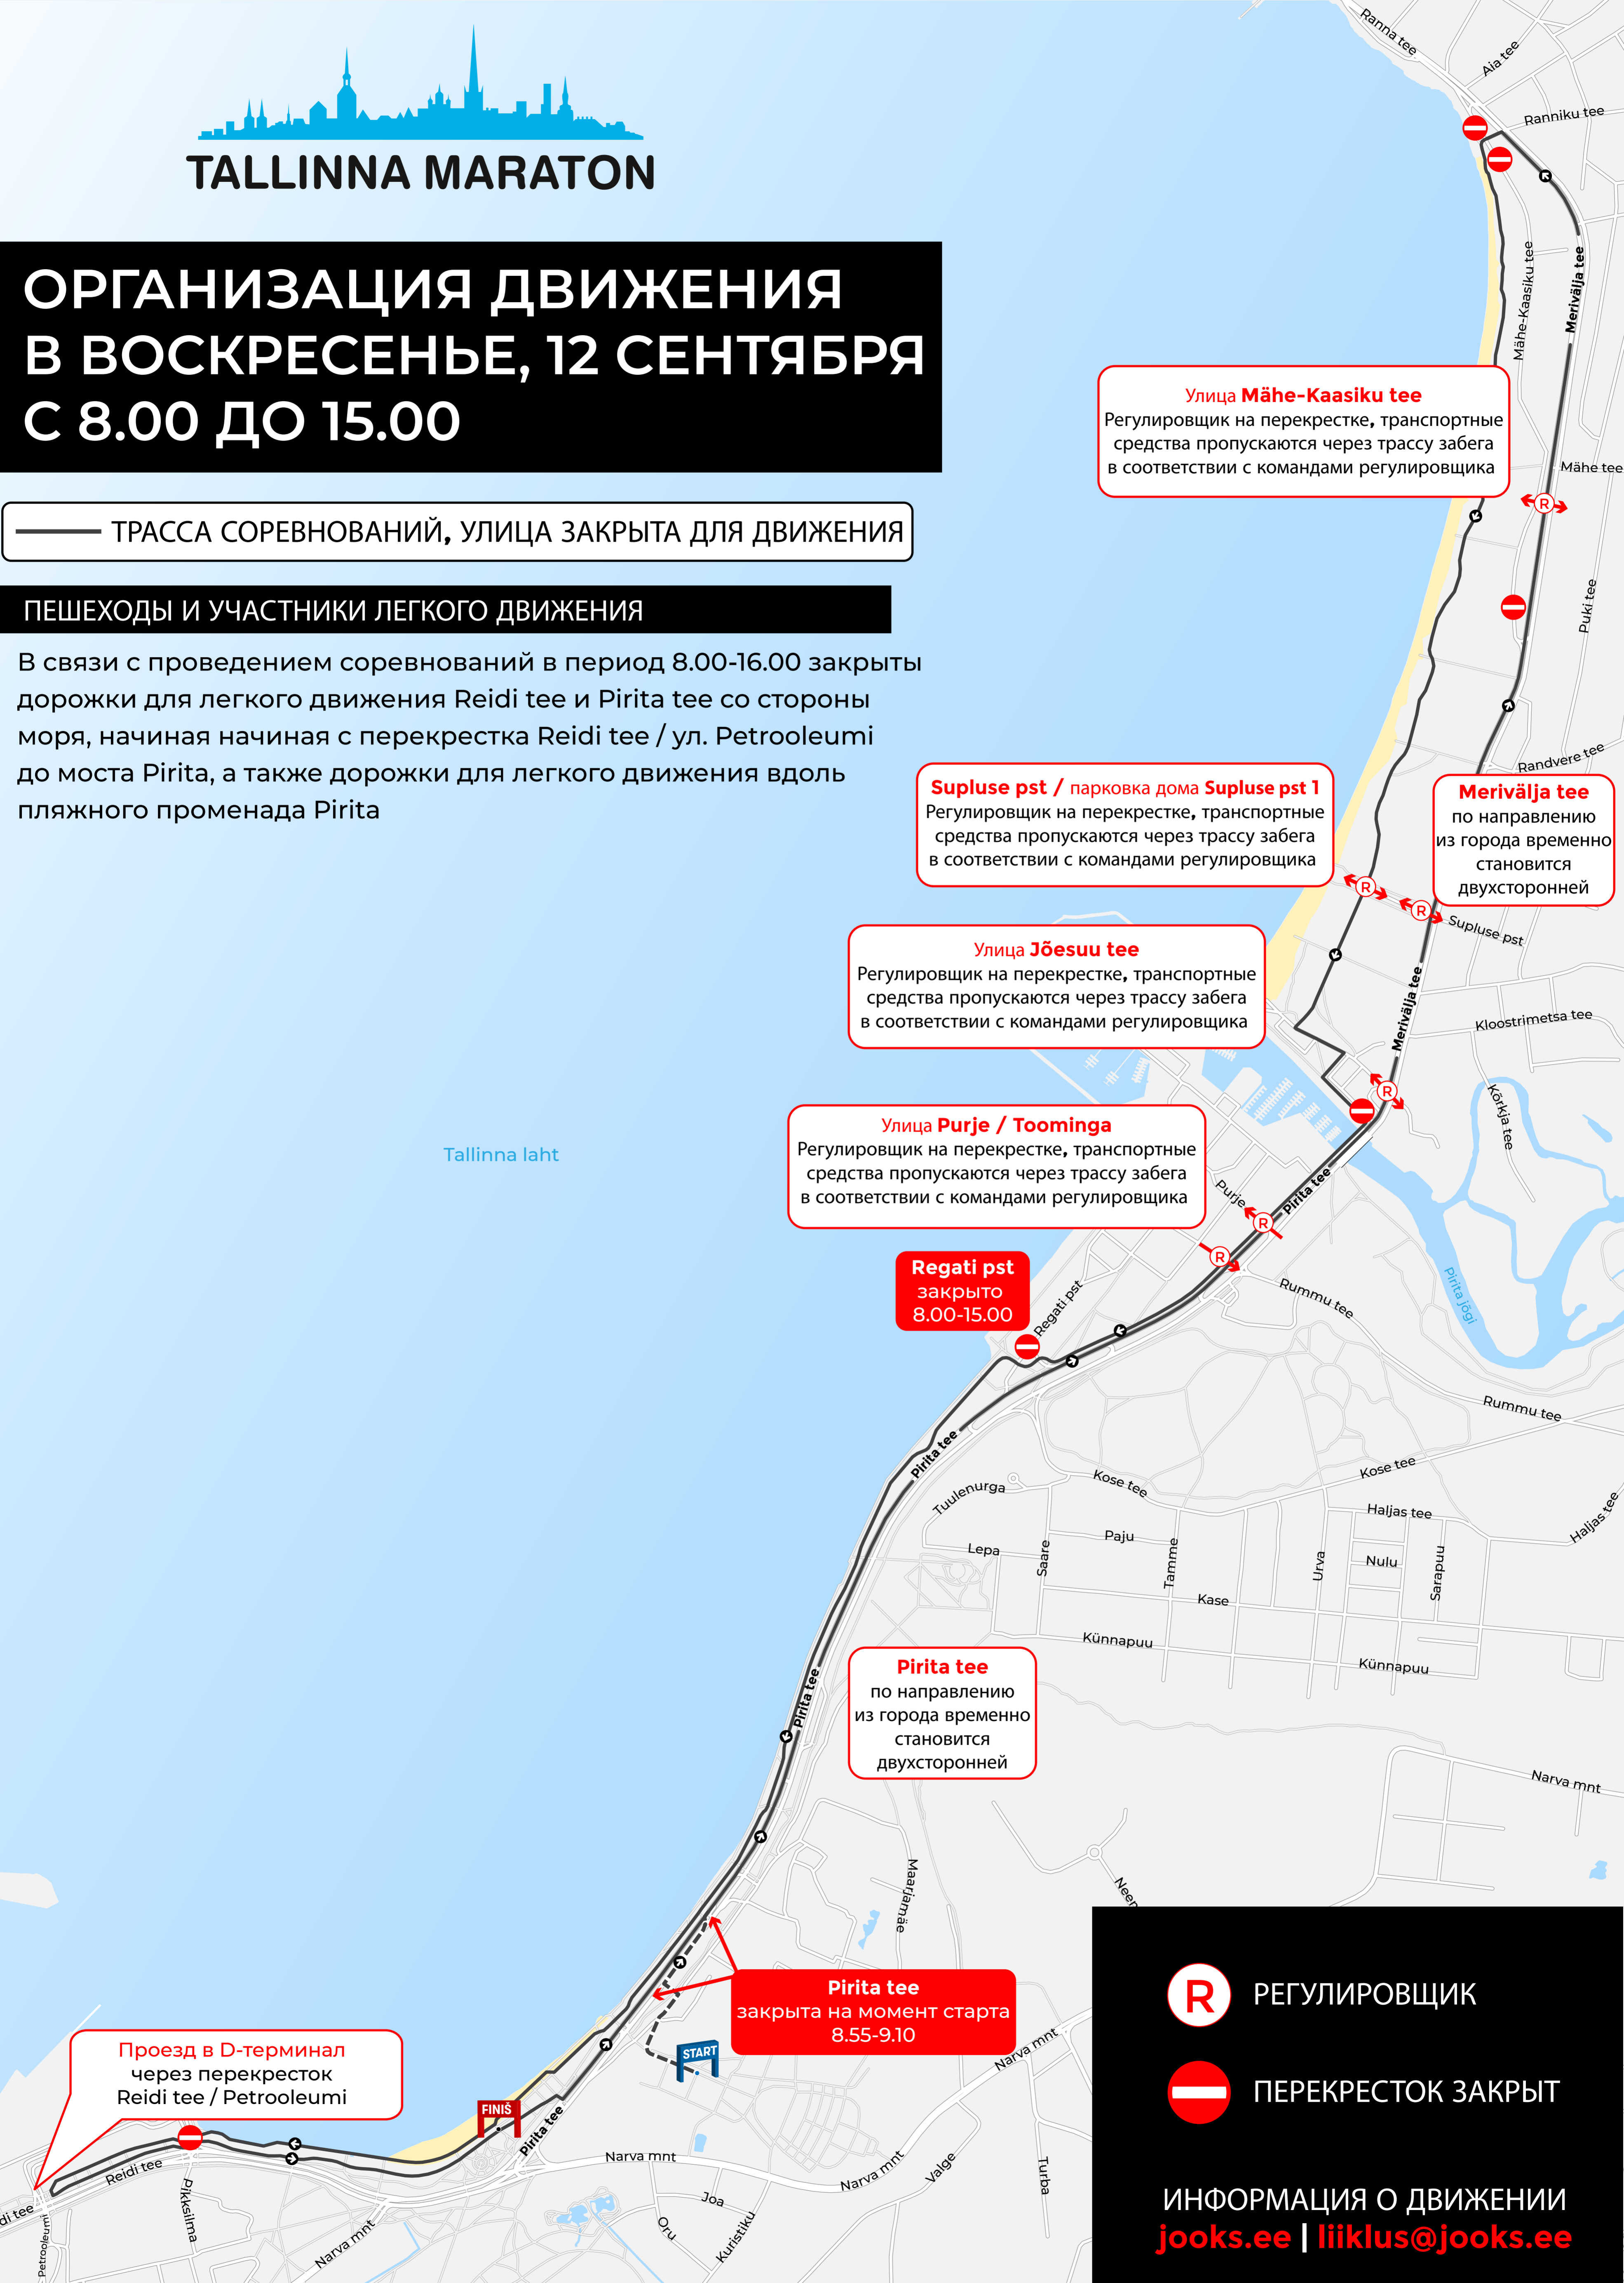 TALLINNA MARATON
ОРГАНИЗАЦИЯ ДВИЖЕНИЯ
В ВОСКРЕСЕНЬЕ, 12 СЕНТЯБРЯ
С 8.00 ДО 15.00
ТРАССА СОРЕВНОВАНИЙ, УЛИЦА ЗАКРЫТА ДЛЯ ДВИЖЕНИЯ
ПЕШЕХОДЫ И УЧАСТНИКИ ЛЕГКОГО ДВИЖЕНИЯ
В связи с проведением соревнований в период 8.00-16.00 закрыты
дорожки для легкого движения Reidi tee и Pirita tee со стороны
моря, начиная начиная с перекрестка Reidi tee / ул. Petrooleumi
до моста Pirita, а также дорожки для легкого движения вдоль
пляжного променада Pirita
Ranna tee
Aia tee
Ranniku tee
Mähe-Kaasiku tee
Merivälja tee
Улица Mähe-Kaasiku tee
Регулировщик на перекрестке, транспортные
средства пропускаются через трассу забега
в соответствии с командами регулировщика
Mähe tee
R
Puki tee
Randvere tee
Supluse pst / парковка дома Supluse pst 1
Регулировщик на перекрестке, транспортные
средства пропускаются через трассу забега
в соответствии с командами регулировщика
Merivälja tee
по направлению
из города временно
становится
двухсторонней
R
R
Supluse pst
Улица Jõesuu tee
Регулировщик на перекрестке, транспортные
средства пропускаются через трассу забега
в соответствии с командами регулировщика
Merivälja tee
Kloostrimetsa tee
Kõrkja tee
R
Улица Purje / Toominga
Регулировщик на перекрестке, транспортные
средства пропускаются через трассу забега
в соответствии с командами регулировщика
Tallinna laht
Purje
Pirita tee
R
R
Regati pst
закрыто
8.00-15.00
Regati pst
Rummu tee
Pirita jõgi
Rummu tee
Pirita tee
Kose tee
Kose tee
Tuulenurga
Haljas tee
Haljas tee
Lepa
Saare
Paju
Tamme
Urva
Nulu
Sarapuu
Kase
Künnapuu
Künnapuu
Pirita tee
Pirita tee
по направлению
из города временно
становится
двухсторонней
Narva mnt
Maarjamäe
Neem
Pirita tee
закрыта на момент старта
8.55-9.10
START
Narva mnt
Проезд в D-терминал
через перекресток
Reidi tee / Petrooleumi
FINIŠ
Pirita tee
Reidi tee
di tee
Petrooleumi
Pikksilma
Narva mnt
Narva mnt
Joa
Oru
Kuristiku
Narva mnt
Valge
Turba
R РЕГУЛИРОВЩИК
ПЕРЕКРЕСТОК ЗАКРЫТ
ИНФОРМАЦИЯ О ДВИЖЕНИИ
jooks.ee | liiklus@jooks.ee